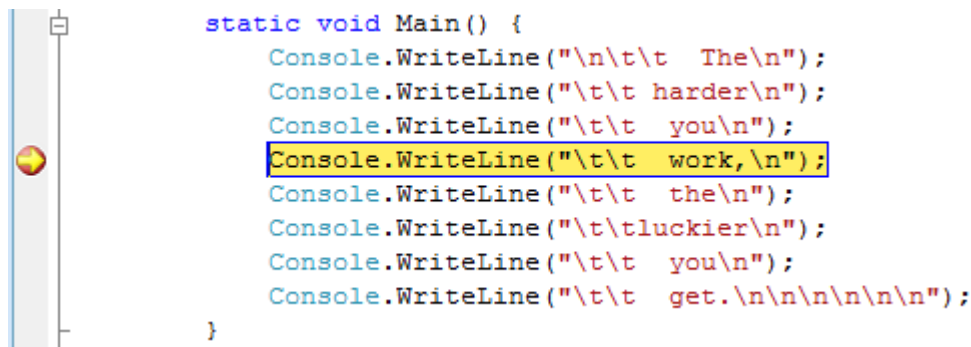 static void Main() {
Console.WriteLine("\n\t\t  The\n");
Console.WriteLine("\t\t harder\n");
Console.WriteLine("\t\t  you\n");
Console.WriteLine("\t\t  work,\n");
Console.WriteLine("\t\t  the\n");
Console.WriteLine("\t\tluckier\n");
Console.WriteLine("\t\t  you\n");
Console.WriteLine("\t\t  get.\n\n\n\n\n\n");
}